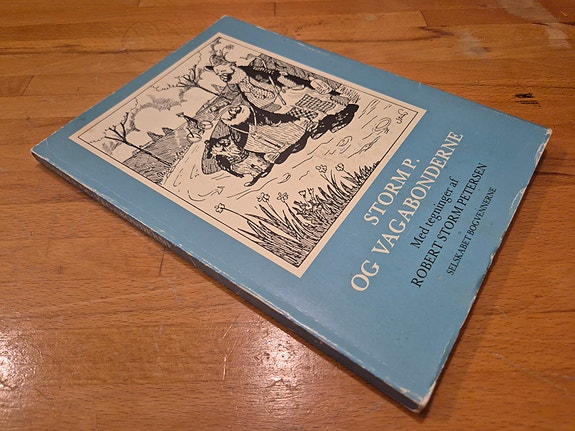 STORM P.
OG VAGABONDERNE
Med tegninger af
ROBERT STORM PETERSEN
SELSKABET BOGVENNERNE